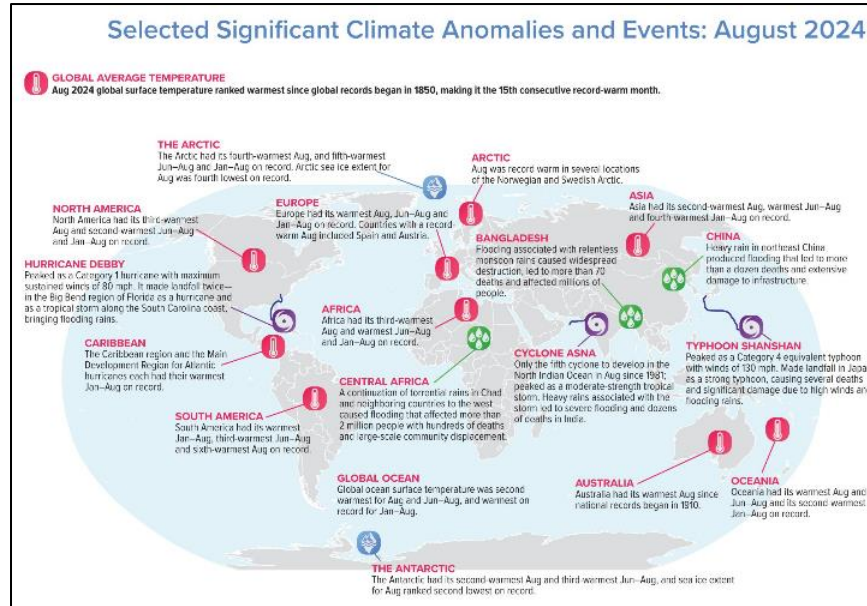 Selected Significant Climate Anomalies and Events: August 2024
GLOBAL AVERAGE TEMPERATURE
Aug 2024 global surface temperature ranked warmest since global records began in 1850, making it the 15th consecutive record-warm month.
THE ARCTIC
The Arctic had its fourth-warmest Aug, and fifth-warmest
Jun–Aug and Jan–Aug on record. Arctic sea ice extent for
Aug was fourth lowest on record.
ARCTIC
Aug was record warm in several locations
of the Norwegian and Swedish Arctic.
NORTH AMERICA
North America had its third-warmest
Aug and second-warmest Jun–Aug
and Jan–Aug on record.
EUROPE
Europe had its warmest Aug, Jun–Aug and
Jan–Aug on record. Countries with a record
warm Aug included Spain and Austria.
ASIA
Asia had its second-warmest Aug, warmest Jun–Aug
and fourth-warmest Jan–Aug on record.
BANGLADESH
Flooding associated with relentless
monsoon rains caused widespread
destruction, led to more than 70
deaths and affected millions of
people.
CHINA
Heavy rain in northeast China
produced flooding that led to more
than a dozen deaths and extensive
damage to infrastructure.
HURRICANE DEBBY
Peaked as a Category 1 hurricane with maximum
sustained winds of 80 mph. It made landfall twice—
in the Big Bend region of Florida as a hurricane and
as a tropical storm along the South Carolina coast,
bringing flooding rains.
AFRICA
Africa had its third-warmest
Aug and warmest Jun–Aug
and Jan–Aug on record.
CARIBBEAN
The Caribbean region and the Main
Development Region for Atlantic
hurricanes each had their warmest
Jan–Aug on record.
CENTRAL AFRICA
A continuation of torrential rains in Chad
and neighboring countries to the west
caused flooding that affected more than
2 million people with hundreds of deaths
and large-scale community displacement.
CYCLONE ASNA
Only the fifth cyclone to develop in the
North Indian Ocean in Aug since 1981;
peaked as a moderate-strength tropical
storm. Heavy rains associated with the
storm led to severe flooding and dozens
of deaths in India.
TYPHOON SHANSHAN
Peaked as a Category 4 equivalent typhoon
with winds of 130 mph. Made landfall in Japa
as a strong typhoon, causing several deaths
and significant damage due to high winds an
flooding rains.
SOUTH AMERICA
South America had its warmest
Jan–Aug, third-warmest Jun–Aug
and sixth-warmest Aug on record.
GLOBAL OCEAN
Global ocean surface temperature was second
warmest for Aug and Jun–Aug, and warmest on
record for Jan–Aug.
AUSTRALIA
Australia had its warmest Aug since
national records began in 1910.
OCEANIA
Oceania had its warmest Aug and
Jun–Aug and its second warmest
Jan–Aug on record.
THE ANTARCTIC
The Antarctic had its second-warmest Aug and third-warmest Jun–Aug, and sea ice extent
for Aug ranked second lowest on record.